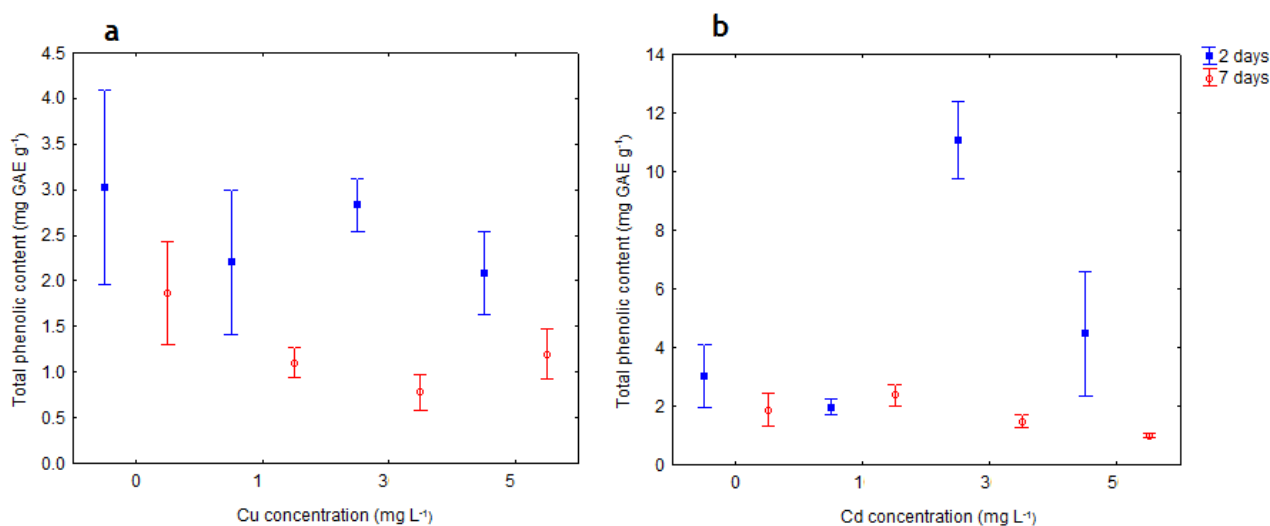 a
4.5
4.0
3.5
3.0
2.5
2.0
1.5
1.0
0.5
0.0
Total phenolic content (mg GAE g⁻¹)
0 1 3 5
Cu concentration (mg L⁻¹)
b
14
12
10
8
6
4
2
0
Total phenolic content (mg GAE g⁻¹)
0 1 3 5
Cd concentration (mg L⁻¹)
2 days
7 days